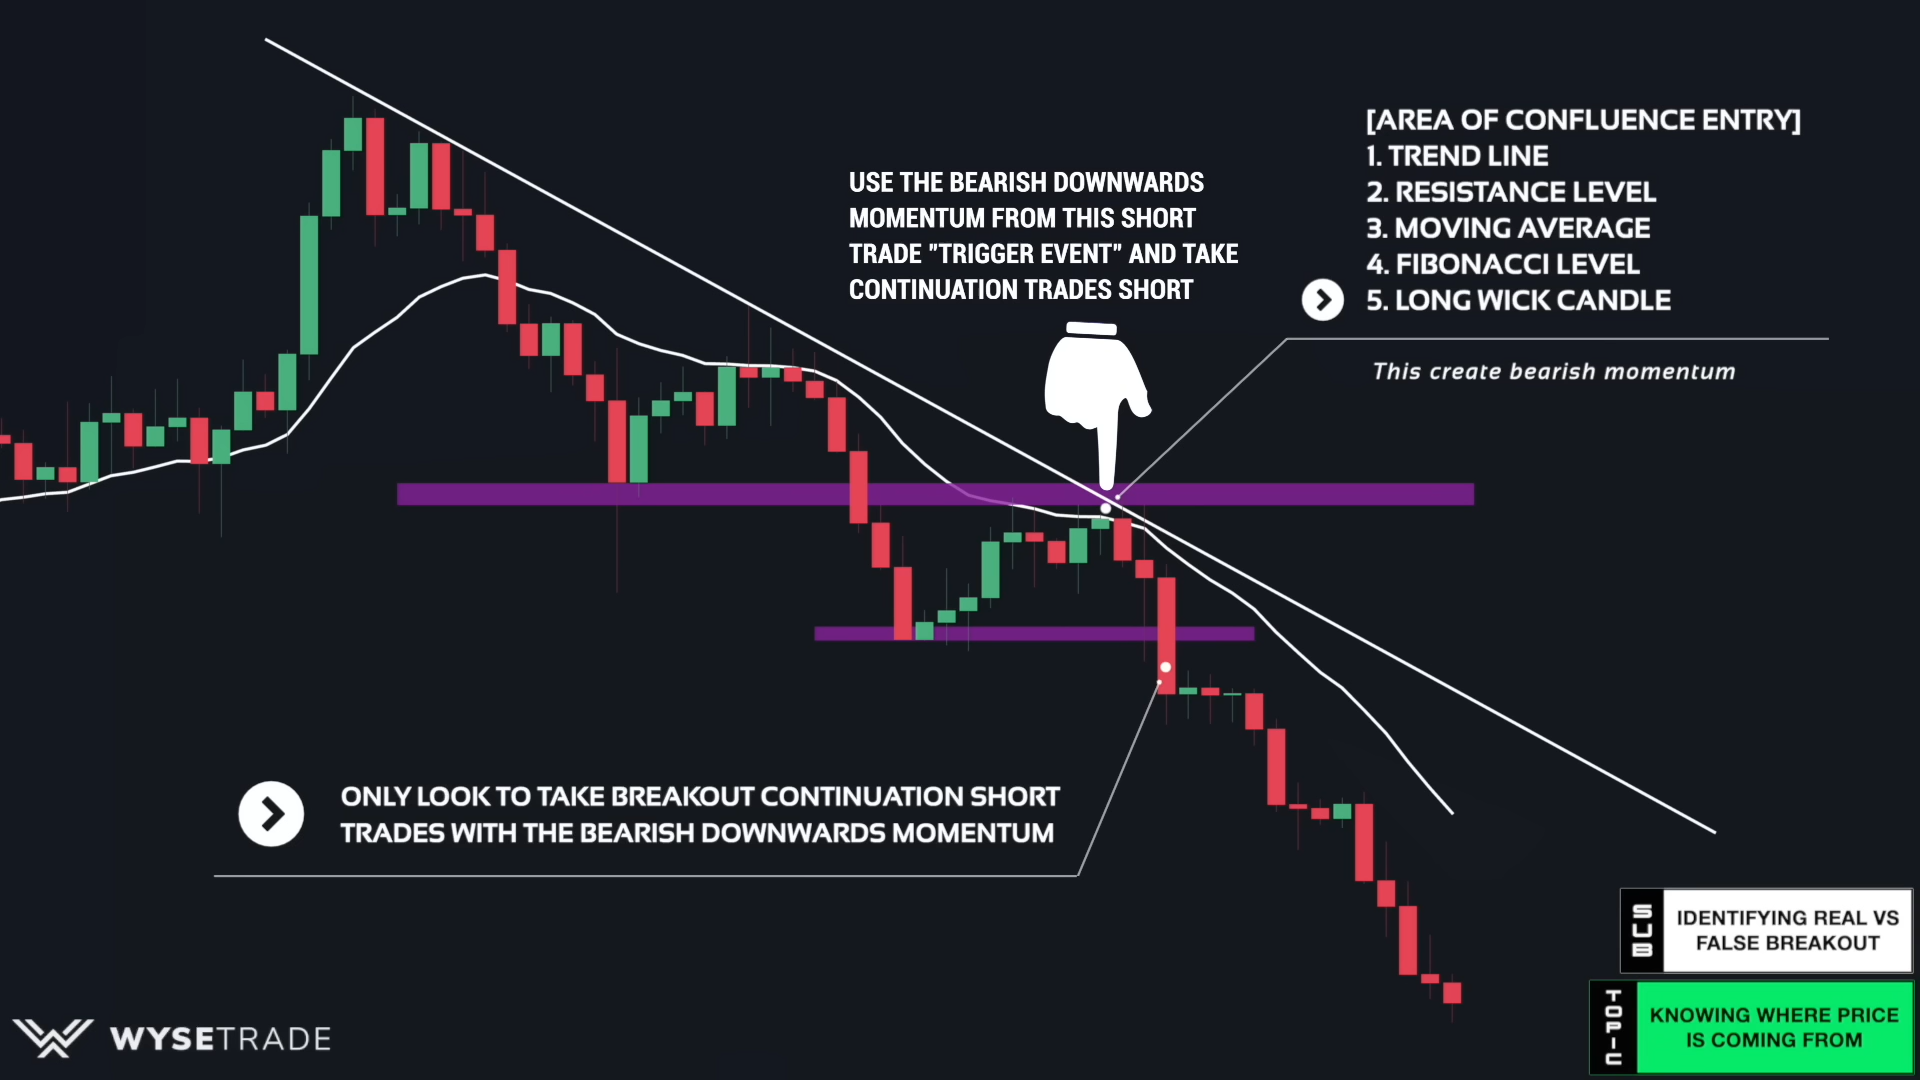 [AREA OF CONFLUENCE ENTRY]
1. TREND LINE
2. RESISTANCE LEVEL
3. MOVING AVERAGE
4. FIBONACCI LEVEL
5. LONG WICK CANDLE
This create bearish momentum
USE THE BEARISH DOWNWARDS
MOMENTUM FROM THIS SHORT
TRADE "TRIGGER EVENT" AND TAKE
CONTINUATION TRADES SHORT
ONLY LOOK TO TAKE BREAKOUT CONTINUATION SHORT
TRADES WITH THE BEARISH DOWNWARDS MOMENTUM
SUB
IDENTIFYING REAL VS
FALSE BREAKOUT
TOPIC
KNOWING WHERE PRICE
IS COMING FROM
WYSETRADE